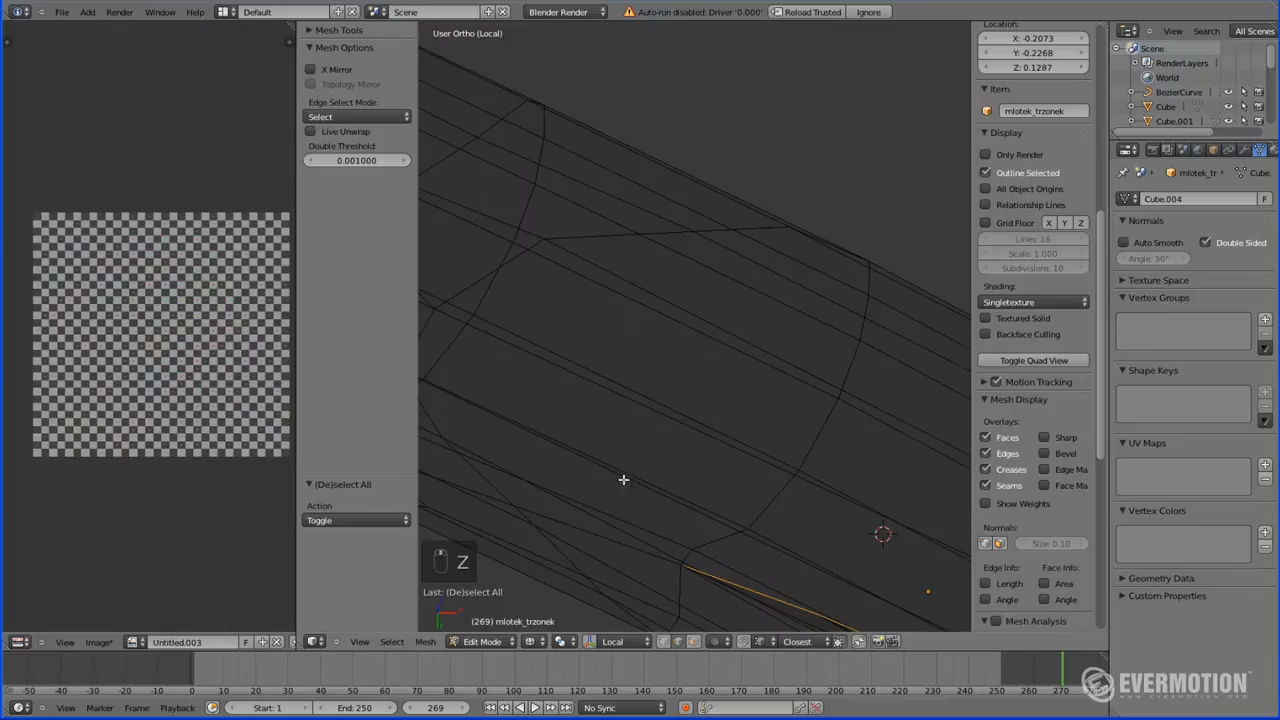 File Add Render Window Help Default Scene Blender Render Auto-run disabled: Driver '0.000' Reload Trusted Ignore
Mesh Tools
Mesh Options
X Mirror
Topology Mirror
Edge Select Mode:
Select
Live Unwrap
Double Threshold:
0.001000
(De)select All
Action
Toggle
User Ortho (Local)
Z
Last: (De)select All
(269) mlotek_trzonek
Location:
X: -0.2073
Y: -0.2268
Z: 0.1287
Item
mlotek_trzonek
Display
Only Render
Outline Selected
All Object Origins
Relationship Lines
Grid Floor X Y Z
Lines: 16
Scale: 1.000
Subdivisions: 10
Shading:
Singletexture
Textured Solid
Backface Culling
Toggle Quad View
Motion Tracking
Mesh Display
Overlays:
Faces Sharp
Edges Bevel
Creases Edge Ma
Seams Face Ma
Show Weights
Normals:
Size: 0.10
Edge Info: Face Info:
Length Area
Angle Angle
Mesh Analysis
View Search All Scenes
Scene
RenderLayers
World
BezierCurve
Cube
Cube.001
mlotek_tr Cube.
Cube.004 F
Normals
Auto Smooth Double Sided
Angle: 30°
Texture Space
Vertex Groups
Shape Keys
UV Maps
Vertex Colors
Geometry Data
Custom Properties
View Image* Untitled.003 F View Select Mesh Edit Mode Local Closest
-50 -40 -30 -20 -10 0 10 20 30 40 50 60 70 80 90 100 110 120 130 140 150 160 170 180 190 200 210 220 230 240 250 260 270
View Marker Frame Playback Start: 1 End: 250 269 No Sync
EVERMOTION